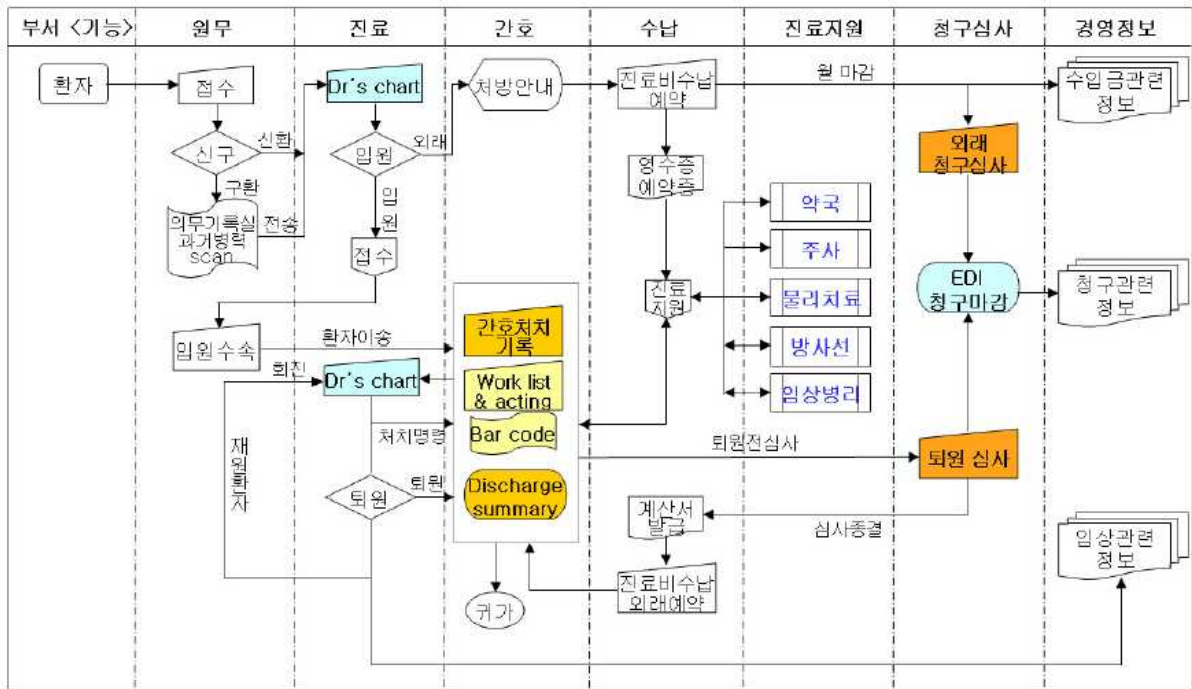 부서 <기능>
원무
진료
간호
수납
진료지원
청구심사
경영정보
환자
접수
Dr's chart
처방안내
진료비수납
예약
월 마감
수입금관련
정보
신구
신환
입원
외래
외래
청구심사
구환
영수증
예약증
의무기록실
과거병력
scan
전송
입
원
접수
약국
주사
물리치료
방사선
임상병리
진료
지원
EDI
청구마감
청구관련
정보
입원수속
환자이송
간호처치
기록
회진
Dr's chart
Work list
& acting
Bar code
처치명령
재
원
환
자
퇴원
퇴원
Discharge
summary
퇴원전심사
퇴원 심사
계산서
발급
심사종결
임상관련
정보
진료비수납
외래예약
귀가